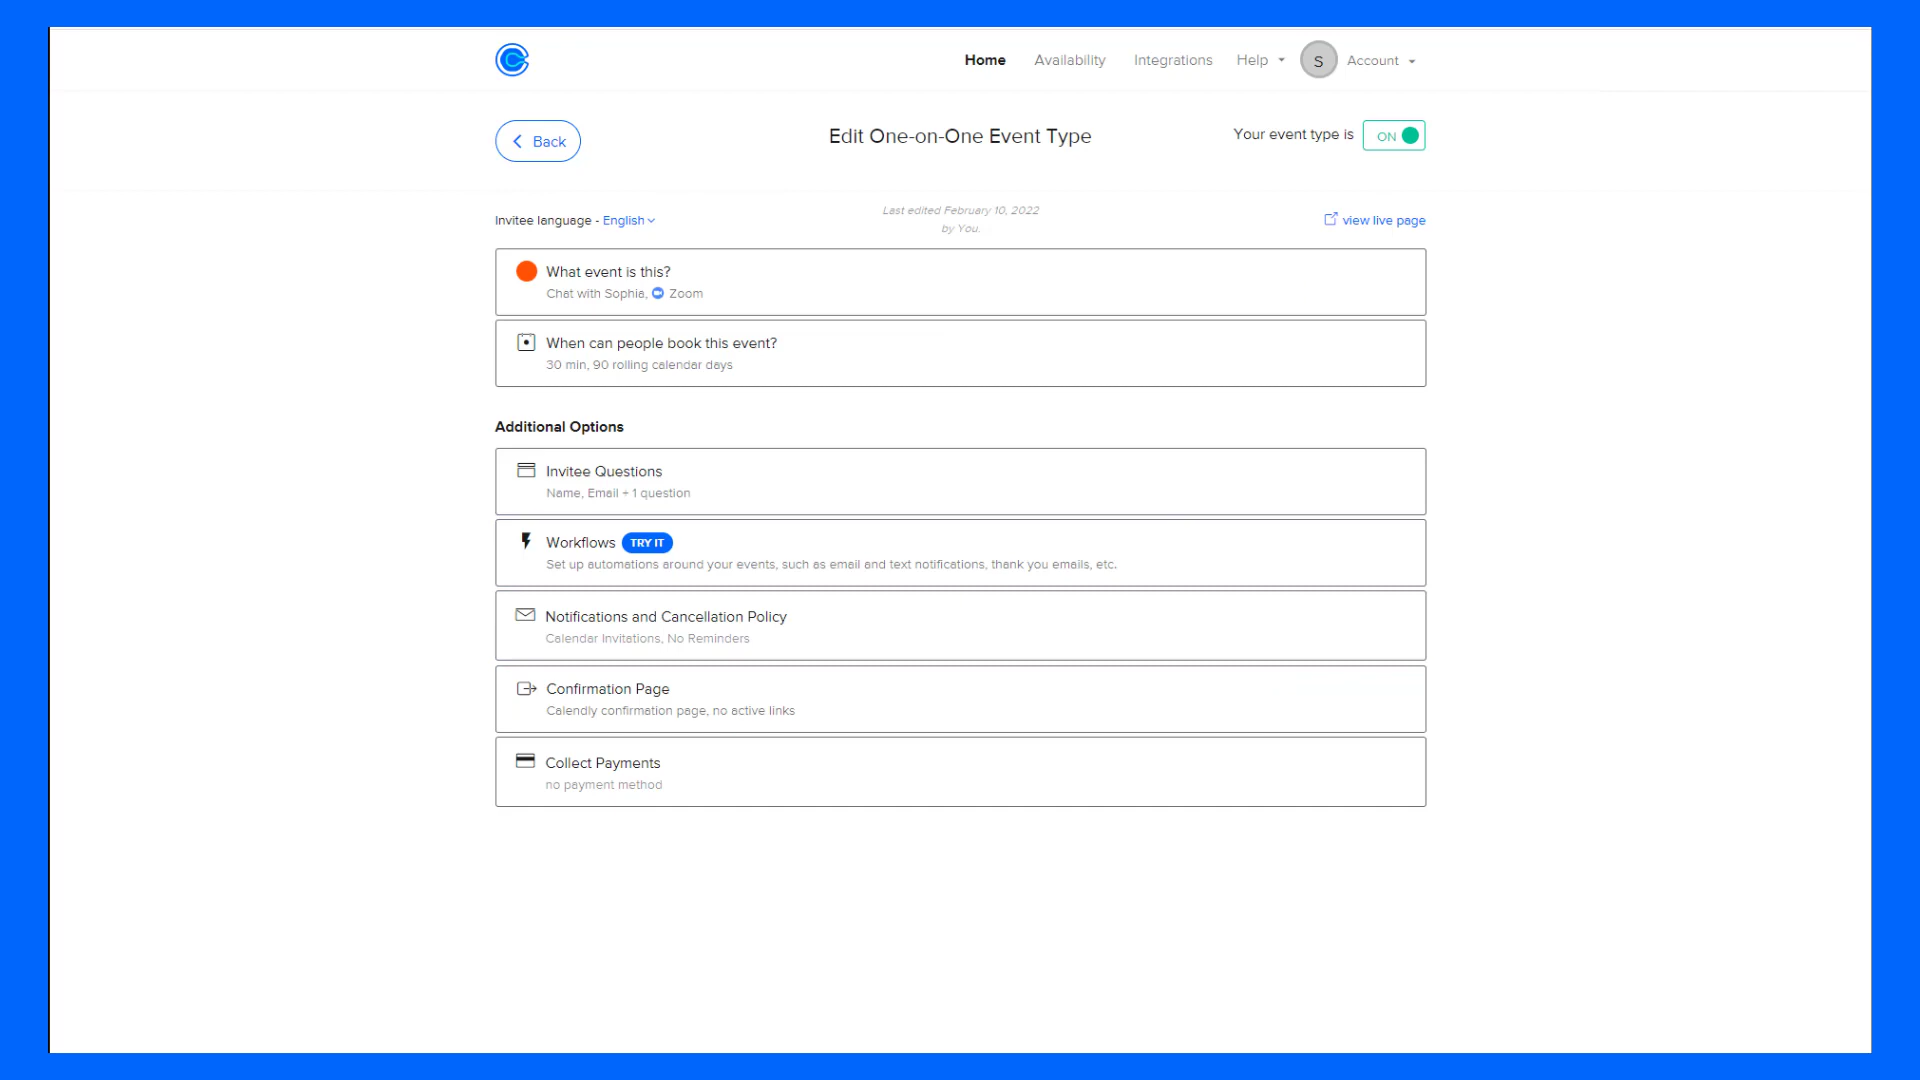 Home Availability Integrations Help S Account
Back
Edit One-on-One Event Type
Your event type is ON
Invitee language - English
Last edited February 10, 2022
by You.
view live page
What event is this?
Chat with Sophia, Zoom
When can people book this event?
30 min, 90 rolling calendar days
Additional Options
Invitee Questions
Name, Email + 1 question
Workflows TRY IT
Set up automations around your events, such as email and text notifications, thank you emails, etc.
Notifications and Cancellation Policy
Calendar Invitations, No Reminders
Confirmation Page
Calendly confirmation page, no active links
Collect Payments
no payment method